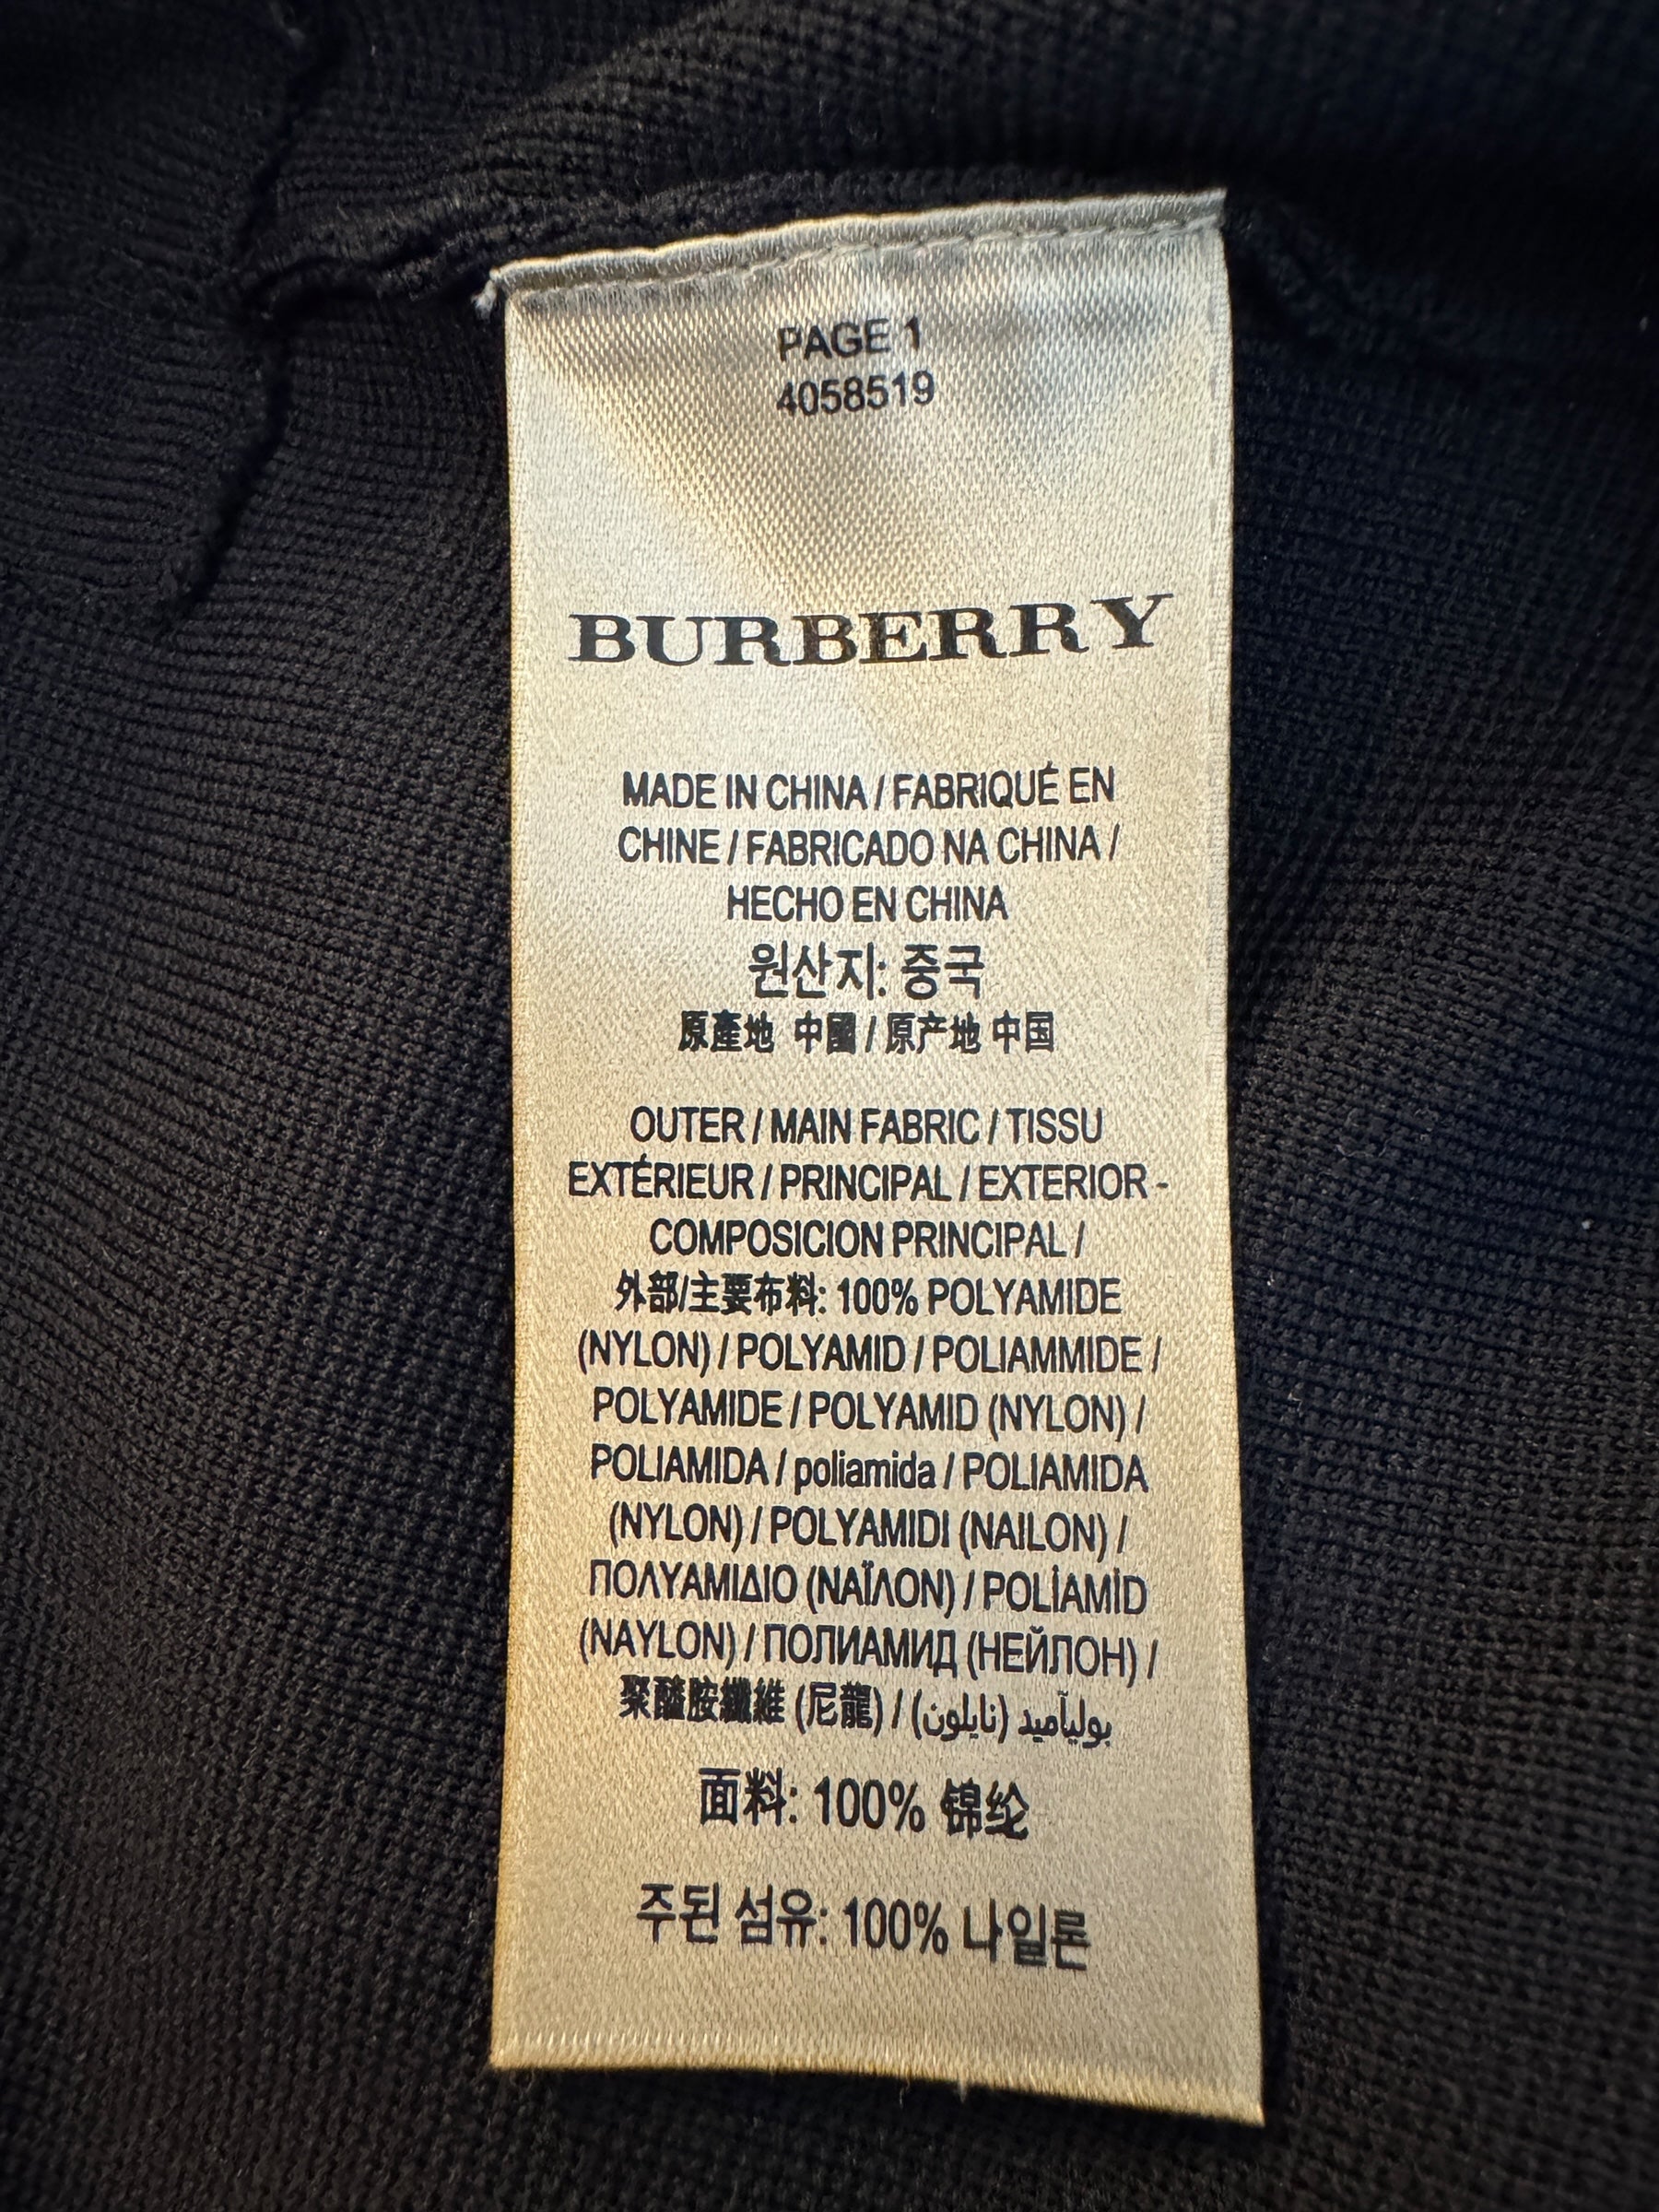 PAGE 1
4058519
BURBERRY
MADE IN CHINA / FABRIQUÉ EN
CHINE / FABRICADO NA CHINA /
HECHO EN CHINA
원산지: 중국
原產地 中國 / 原产地 中国
OUTER / MAIN FABRIC / TISSU
EXTÉRIEUR / PRINCIPAL / EXTERIOR -
COMPOSICION PRINCIPAL /
外部/主要布料: 100% POLYAMIDE
(NYLON) / POLYAMID / POLIAMMIDE /
POLYAMIDE / POLYAMID (NYLON) /
POLIAMIDA / poliamida / POLIAMIDA
(NYLON) / POLYAMIDI (NAILON) /
ΠΟΛΥΑΜΙΔΙΟ (ΝΑΪΛΟΝ) / POLİAMİD
(NAYLON) / ПОЛИАМИД (НЕЙЛОН) /
聚醯胺纖維 (尼龍) / بوليآميد (نايلون)
面料: 100% 锦纶
주된 섬유: 100% 나일론